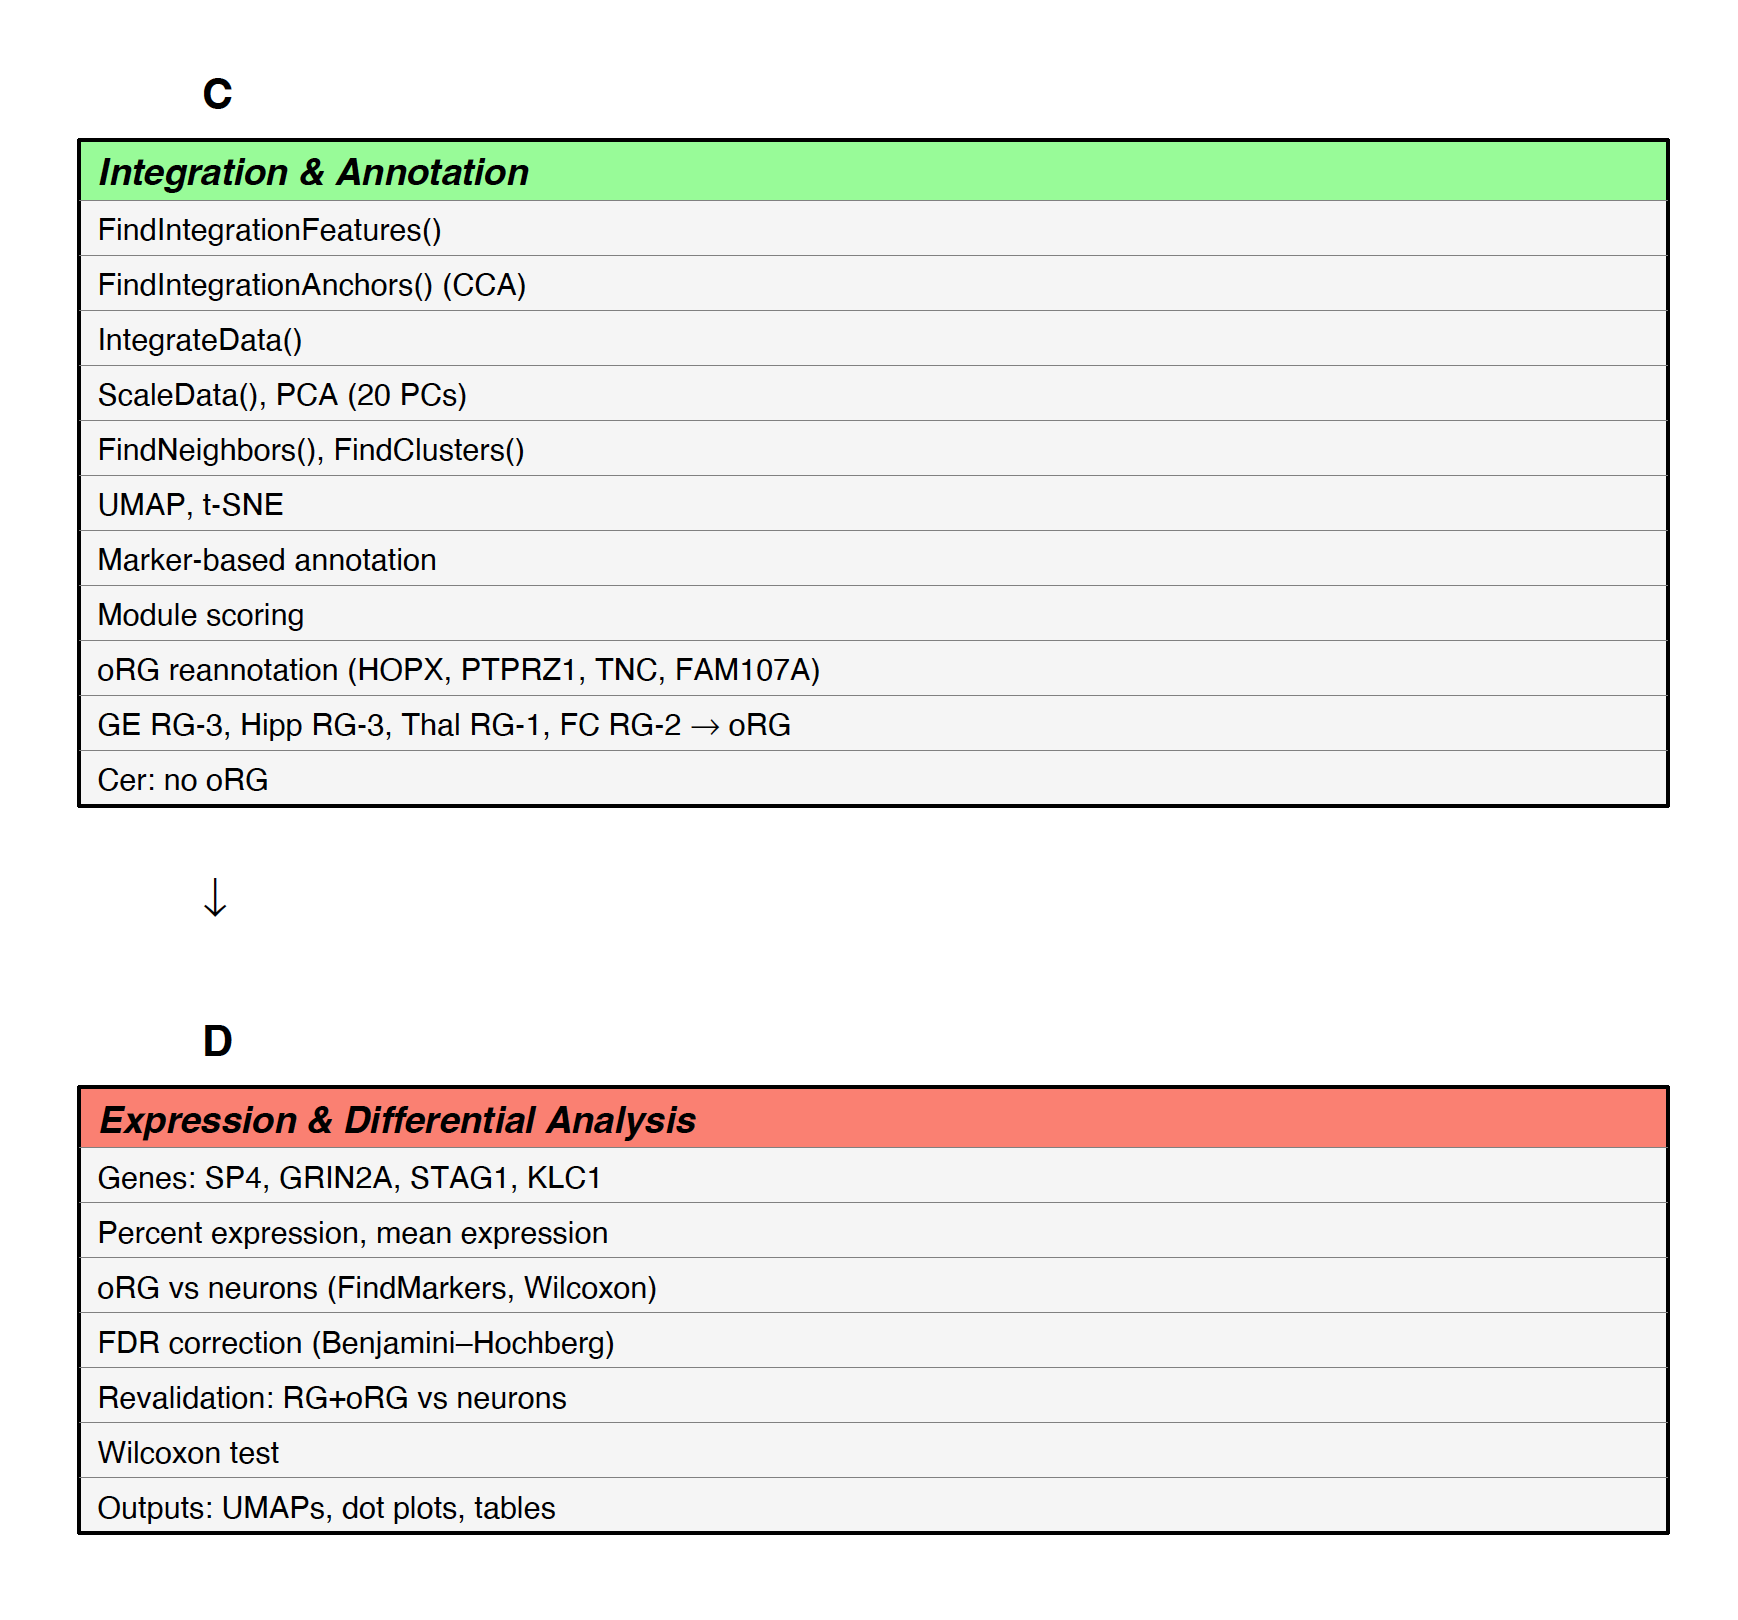 C
Integration & Annotation
FindIntegrationFeatures()
FindIntegrationAnchors() (CCA)
IntegrateData()
ScaleData(), PCA (20 PCs)
FindNeighbors(), FindClusters()
UMAP, t-SNE
Marker-based annotation
Module scoring
oRG reannotation (HOPX, PTPRZ1, TNC, FAM107A)
GE RG-3, Hipp RG-3, Thal RG-1, FC RG-2 → oRG
Cer: no oRG
↓
D
Expression & Differential Analysis
Genes: SP4, GRIN2A, STAG1, KLC1
Percent expression, mean expression
oRG vs neurons (FindMarkers, Wilcoxon)
FDR correction (Benjamini–Hochberg)
Revalidation: RG+oRG vs neurons
Wilcoxon test
Outputs: UMAPs, dot plots, tables